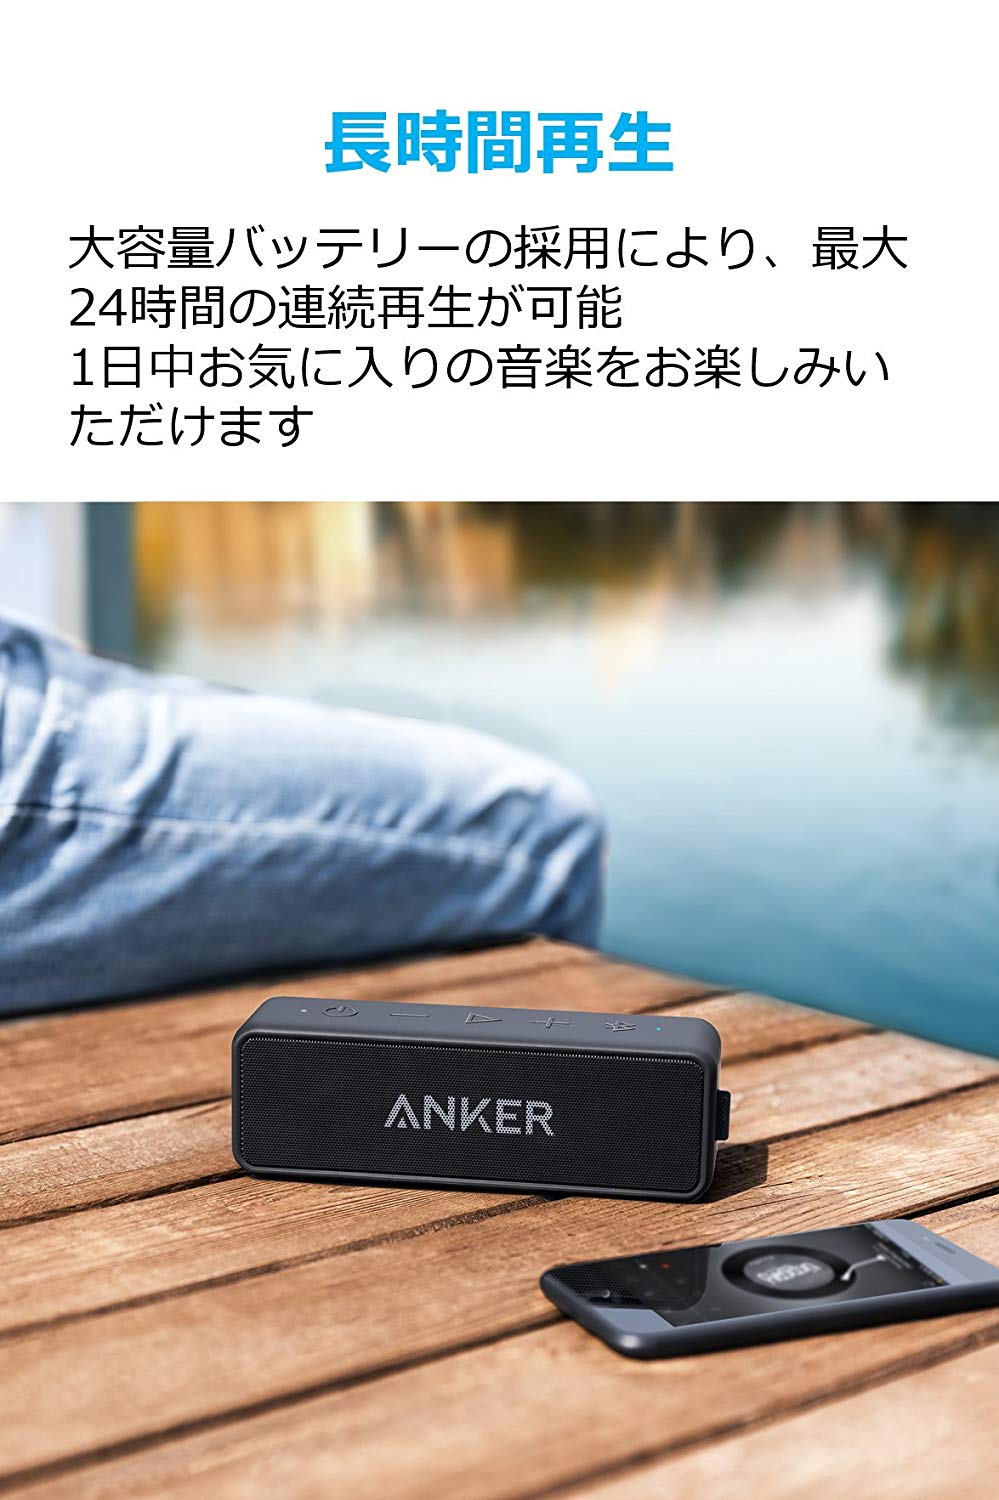 長時間再生
大容量バッテリーの採用により、最大
24時間の連続再生が可能
1日中お気に入りの音楽をお楽しみい
ただけます
ANKER